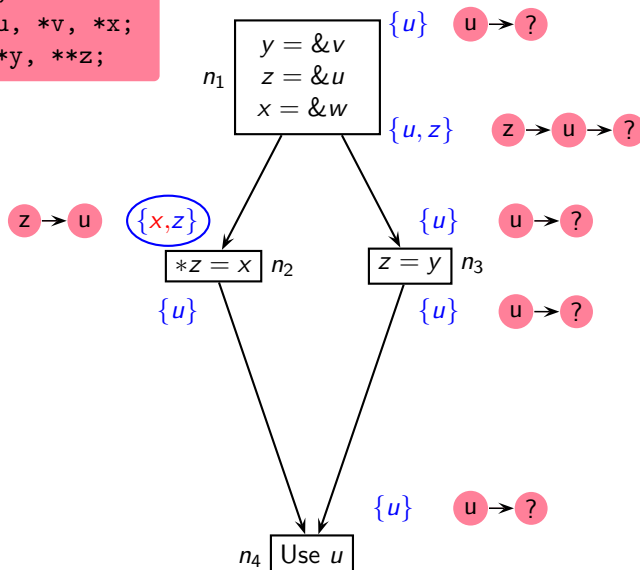 u, *v, *x;
*y, **z;
{u} u → ?
n1
y = &v
z = &u
x = &w
{u, z} z → u → ?
z → u {x,z} {u} u → ?
*z = x n2 z = y n3
{u} {u} u → ?
{u} u → ?
n4 Use u